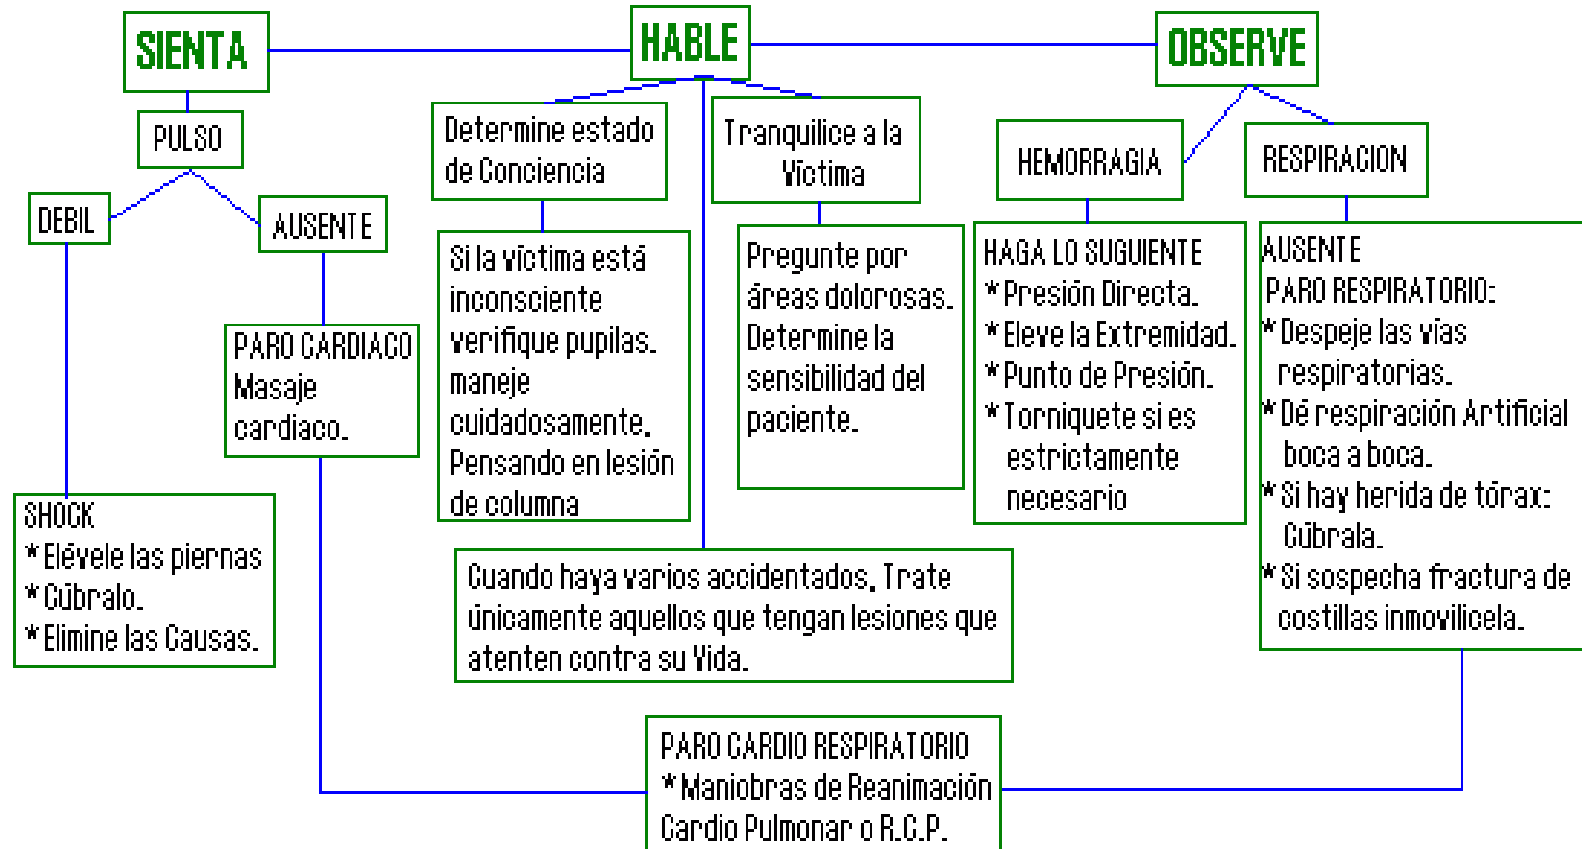 SIENTA
HABLE
OBSERVE
PULSO
DEBIL
AUSENTE
PARO CARDIACO
Masaje
cardiaco.
SHOCK
* Elévele las piernas
* Cúbralo.
* Elimine las Causas.
Determine estado
de Conciencia
Si la víctima está
inconsciente
verifique pupilas.
maneje
cuidadosamente.
Pensando en lesión
de columna
Tranquilice a la
Víctima
Pregunte por
áreas dolorosas.
Determine la
sensibilidad del
paciente.
Cuando haya varios accidentados, Trate
únicamente aquellos que tengan lesiones que
atenten contra su Vida.
HEMORRAGIA
HAGA LO SUGUIENTE
* Presión Directa.
* Eleve la Extremidad.
* Punto de Presión.
* Torniquete si es
estrictamente
necesario
RESPIRACION
AUSENTE
PARO RESPIRATORIO:
* Despeje las vías
respiratorias.
* Dé respiración Artificial
boca a boca.
* Si hay herida de tórax:
Cúbrala.
* Si sospecha fractura de
costillas inmovilicela.
PARO CARDIO RESPIRATORIO
* Maniobras de Reanimación
Cardio Pulmonar o R.C.P.